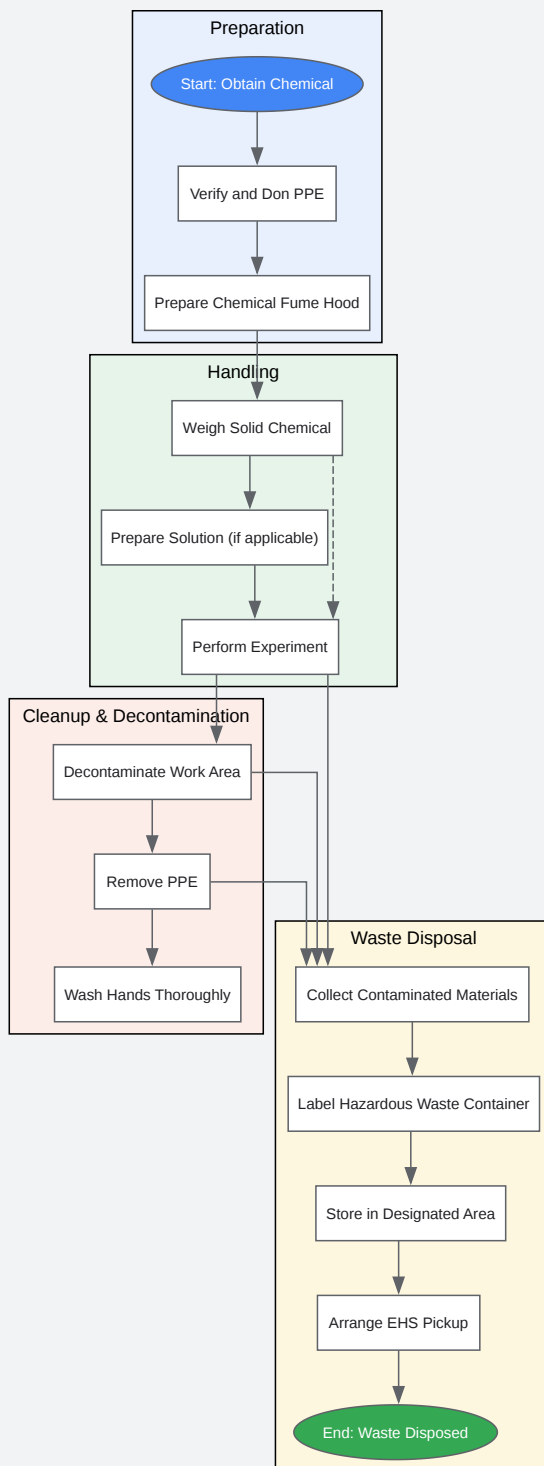 Preparation
Start: Obtain Chemical
Verify and Don PPE
Prepare Chemical Fume Hood
Handling
Weigh Solid Chemical
Prepare Solution (if applicable)
Perform Experiment
Cleanup & Decontamination
Decontaminate Work Area
Remove PPE
Wash Hands Thoroughly
Waste Disposal
Collect Contaminated Materials
Label Hazardous Waste Container
Store in Designated Area
Arrange EHS Pickup
End: Waste Disposed